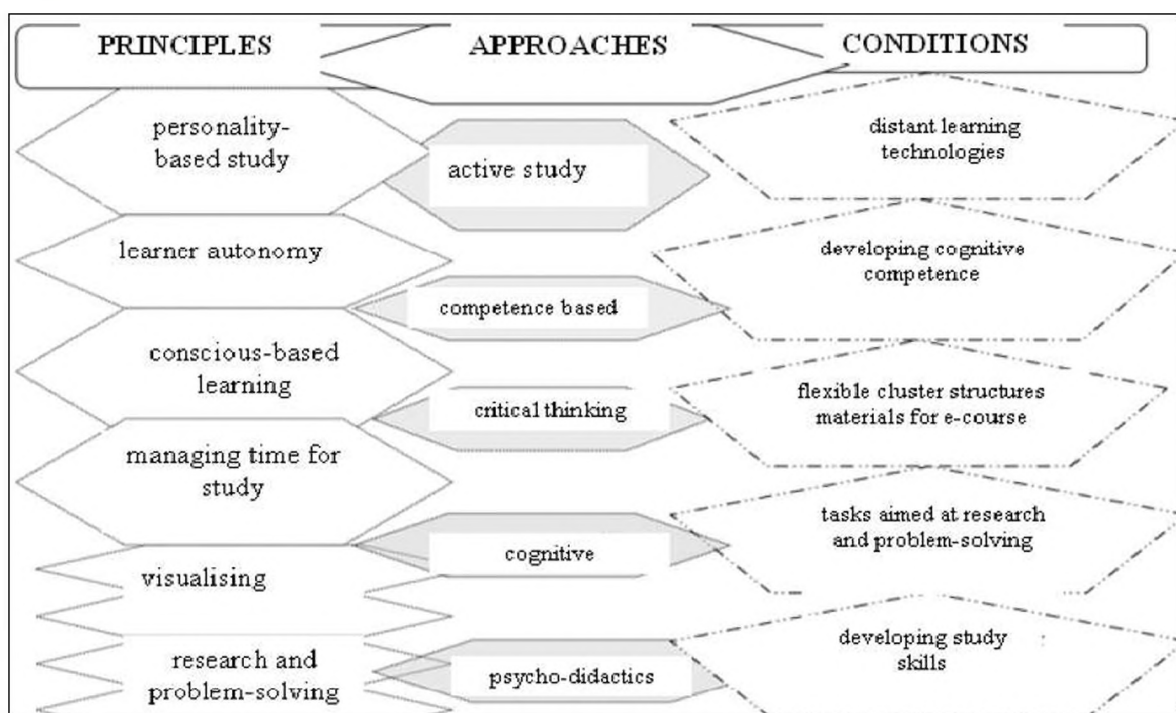 PRINCIPLES
APPROACHES
CONDITIONS
personality-
based study
learner autonomy
conscious-based
learning
managing time for
study
visualising
research and
problem-solving
active study
competence based
critical thinking
cognitive
psycho-didactics
distant learning
technologies
developing cognitive
competence
flexible cluster structures
materials for e-course
tasks aimed at research
and problem-solving
developing study
skills